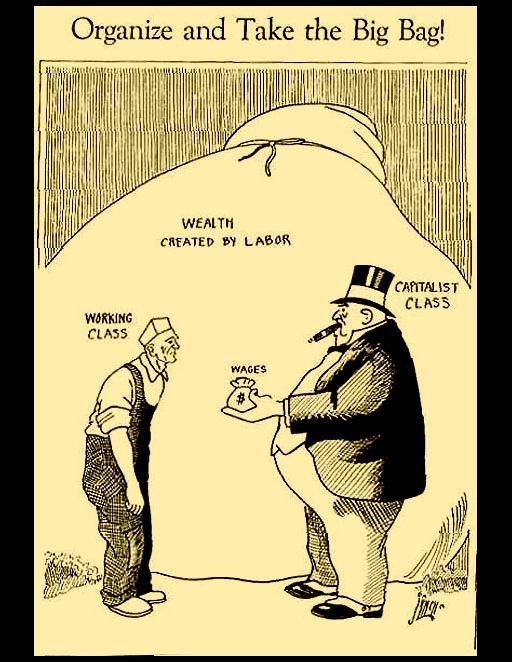 Organize and Take the Big Bag!
WEALTH
CREATED BY LABOR
CAPITALIST
CLASS
WORKING
CLASS
WAGES
$